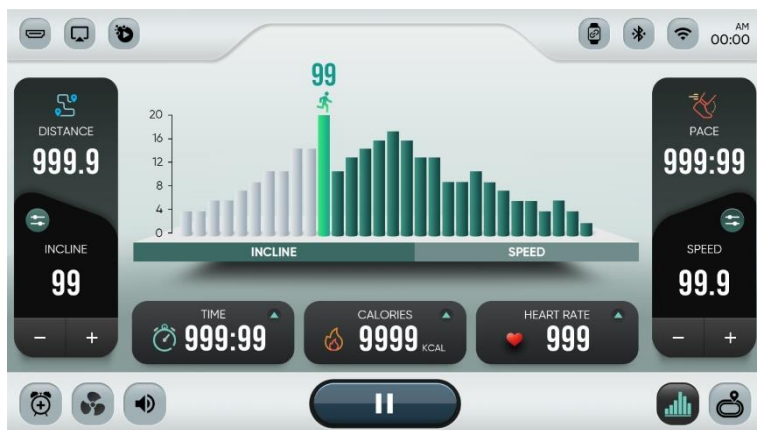 AM
00:00
DISTANCE
999.9
INCLINE
99
99
20
16
12
8
4
0
INCLINE
SPEED
TIME
999:99
CALORIES
9999 KCAL
HEART RATE
999
PACE
999:99
SPEED
99.9